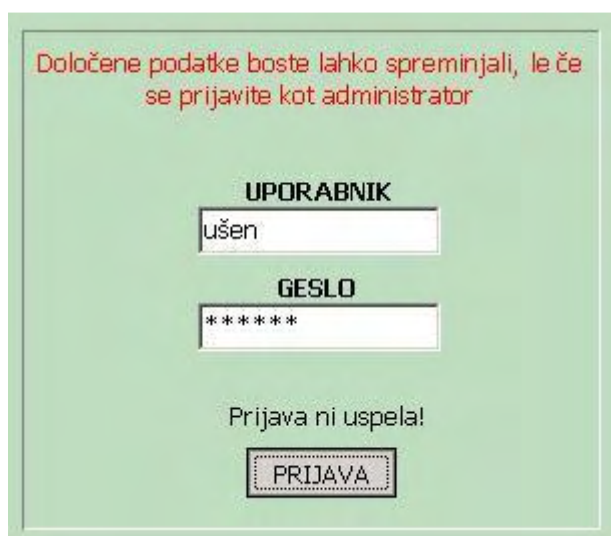 Določene podatke boste lahko spreminjali, le če
se prijavite kot administrator
UPORABNIK
ušen
GESLO
******
Prijava ni uspela!
PRIJAVA